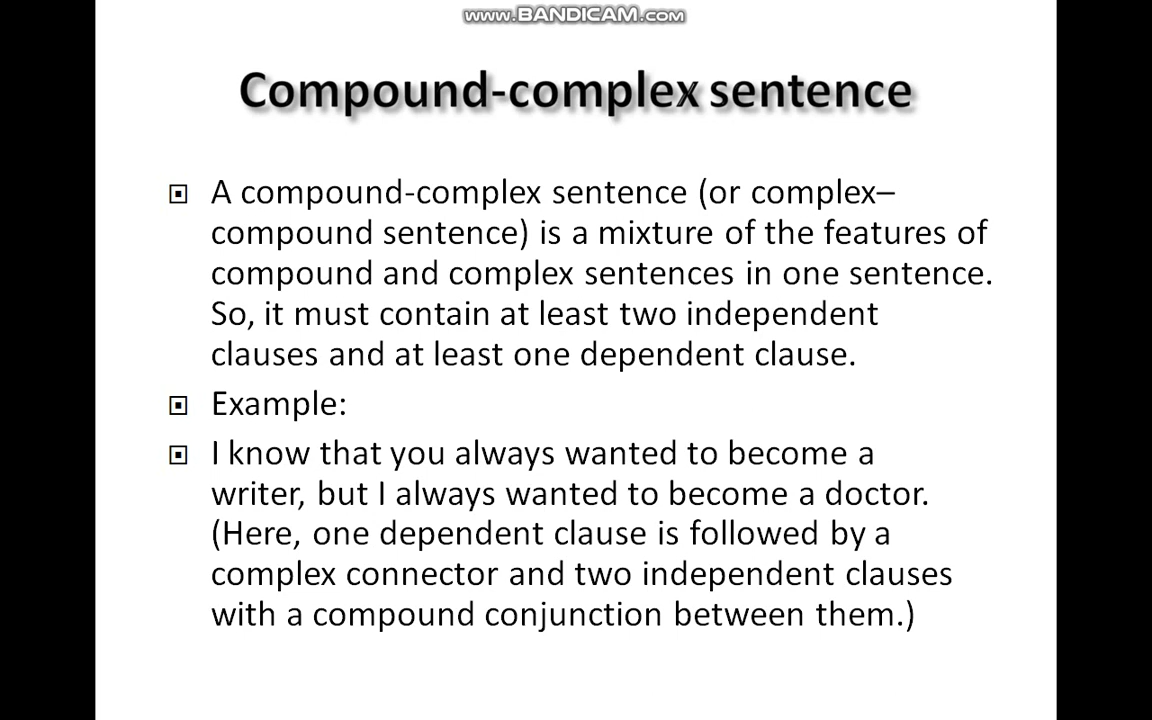 www.BANDICAM.com
Compound-complex sentence
A compound-complex sentence (or complex–
compound sentence) is a mixture of the features of
compound and complex sentences in one sentence.
So, it must contain at least two independent
clauses and at least one dependent clause.
Example:
I know that you always wanted to become a
writer, but I always wanted to become a doctor.
(Here, one dependent clause is followed by a
complex connector and two independent clauses
with a compound conjunction between them.)